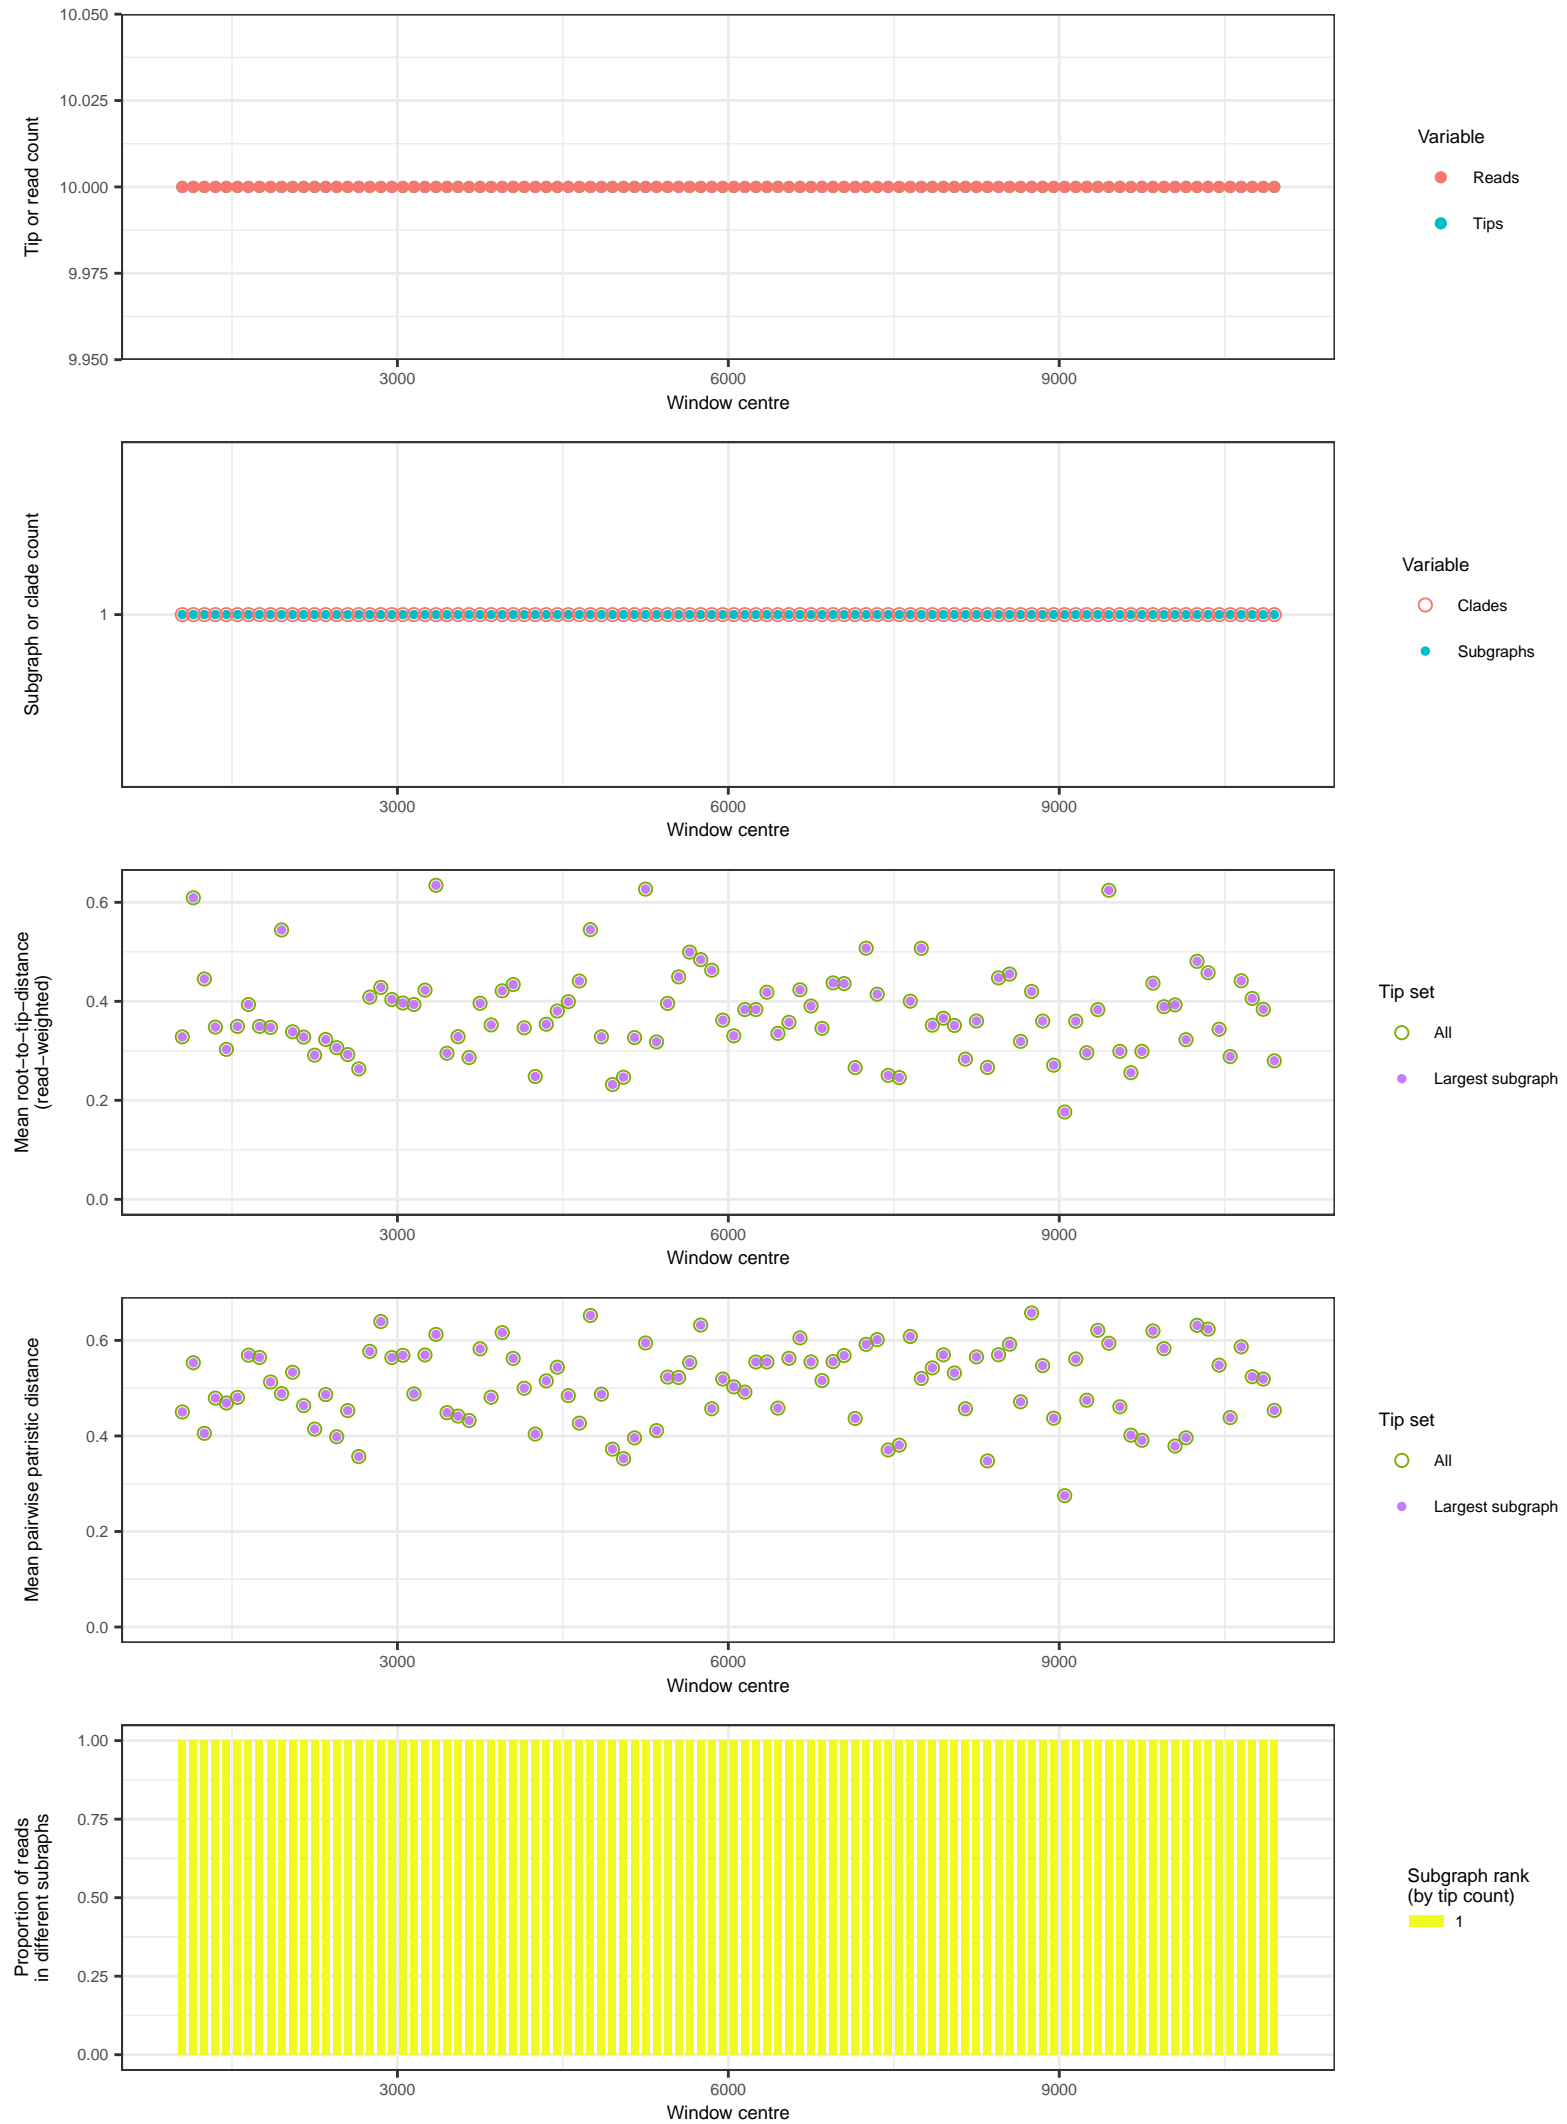 10.050
10.025
10.000
9.975
9.950
Tip or read count
3000
6000
9000
Window centre
Variable
Reads
Tips
1
Subgraph or clade count
3000
6000
9000
Window centre
Variable
Clades
Subgraphs
0.6
0.4
0.2
0.0
Mean root−to−tip−distance
(read−weighted)
3000
6000
9000
Window centre
Tip set
All
Largest subgraph
0.6
0.4
0.2
0.0
Mean pairwise patristic distance
3000
6000
9000
Window centre
Tip set
All
Largest subgraph
1.00
0.75
0.50
0.25
0.00
Proportion of reads
in different subraphs
3000
6000
9000
Window centre
Subgraph rank
(by tip count)
1